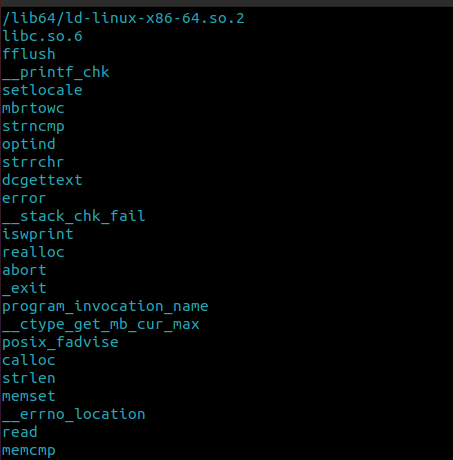 /lib64/ld-linux-x86-64.so.2
libc.so.6
fflush
__printf_chk
setlocale
mbrtowc
strncmp
optind
strrchr
dcgettext
error
__stack_chk_fail
iswprint
realloc
abort
_exit
program_invocation_name
__ctype_get_mb_cur_max
posix_fadvise
calloc
strlen
memset
__errno_location
read
memcmp